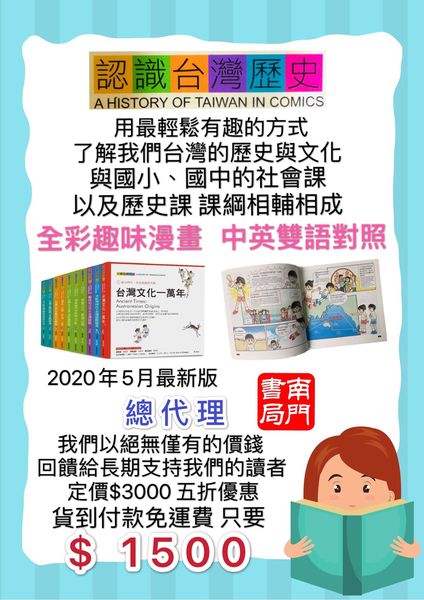 認識台灣歷史
A HISTORY OF TAIWAN IN COMICS
用最輕鬆有趣的方式
了解我們台灣的歷史與文化
與國小、國中的社會課
以及歷史課 課綱相輔相成
全彩趣味漫畫 中英雙語對照
台灣文化一萬年
Ancient Times:
Austronesian Origins
2020年5月最新版
總代理
南門書局
我們以絕無僅有的價錢
回饋給長期支持我們的讀者
定價$3000 五折優惠
貨到付款免運費 只要
$ 1500